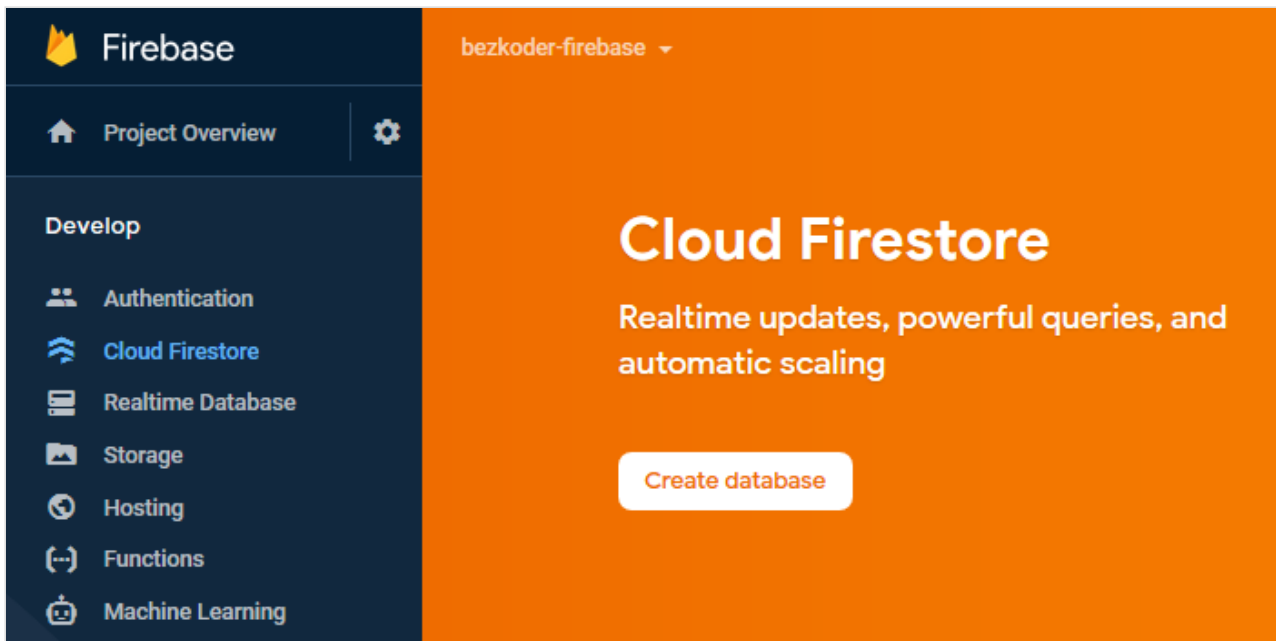 Firebase
bezkoder-firebase
Project Overview
Develop
Authentication
Cloud Firestore
Realtime Database
Storage
Hosting
Functions
Machine Learning
Cloud Firestore
Realtime updates, powerful queries, and
automatic scaling
Create database